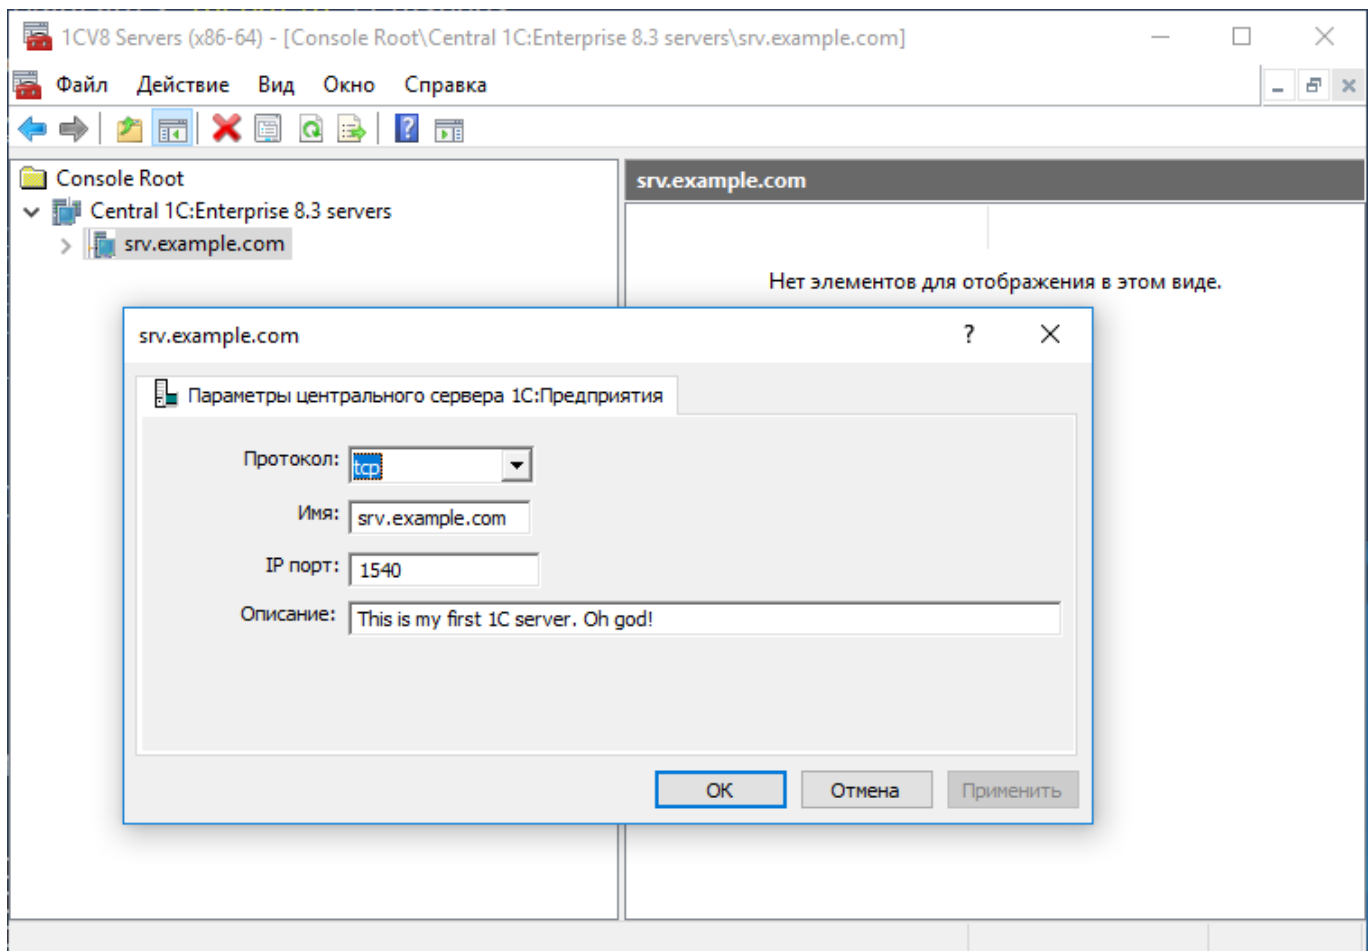 1CV8 Servers (x86-64) - [Console Root\Central 1C:Enterprise 8.3 servers\srv.example.com]
Файл Действие Вид Окно Справка
Console Root
Central 1C:Enterprise 8.3 servers
srv.example.com
srv.example.com
Нет элементов для отображения в этом виде.
srv.example.com
Параметры центрального сервера 1С:Предприятия
Протокол: tcp
Имя: srv.example.com
IP порт: 1540
Описание: This is my first 1C server. Oh god!
ОК Отмена Применить